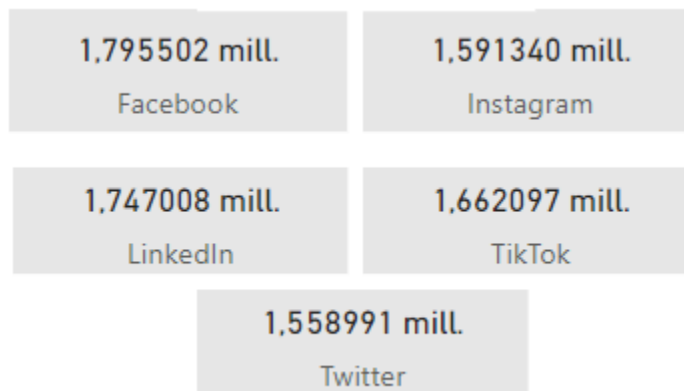 1,795502 mill.
Facebook
1,591340 mill.
Instagram
1,747008 mill.
LinkedIn
1,662097 mill.
TikTok
1,558991 mill.
Twitter